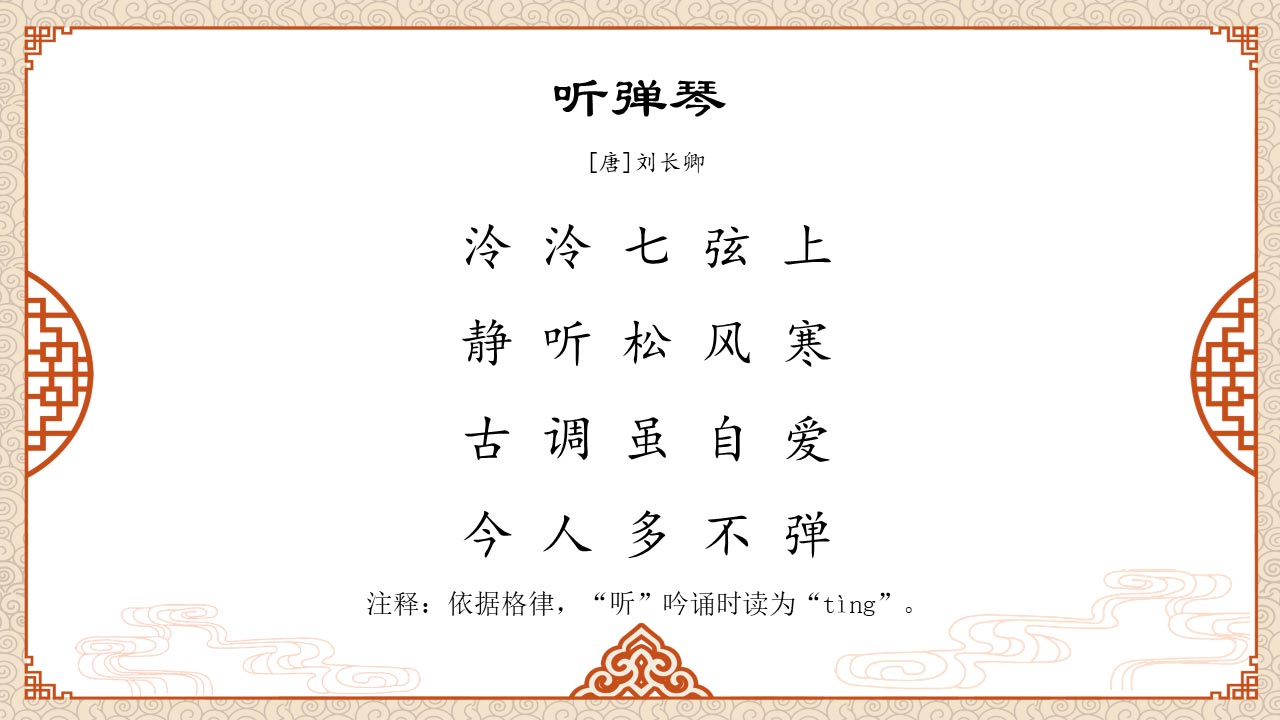 听弹琴
[唐]刘长卿
泠泠七弦上
静听松风寒
古调虽自爱
今人多不弹
注释：依据格律，“听”吟诵时读为“tìng”。